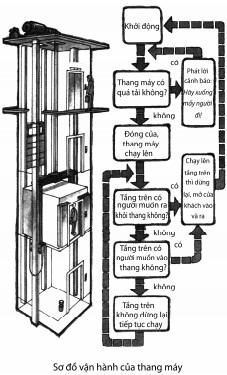 Khởi động
Thang máy có
quá tải không?
có
Phát lời
cảnh báo:
Hãy xuống
mấy người
đi!
không
Đóng cửa,
thang máy
chạy lên
Tầng trên có
người muốn ra
khỏi thang không?
có
Chạy lên
tầng trên
thì dừng
lại, mở cửa
khách vào
và ra
không
Tầng trên có
người muốn vào
thang không?
có
không
Tầng trên
không dừng lại
tiếp tục chạy
Sơ đồ vận hành của thang máy